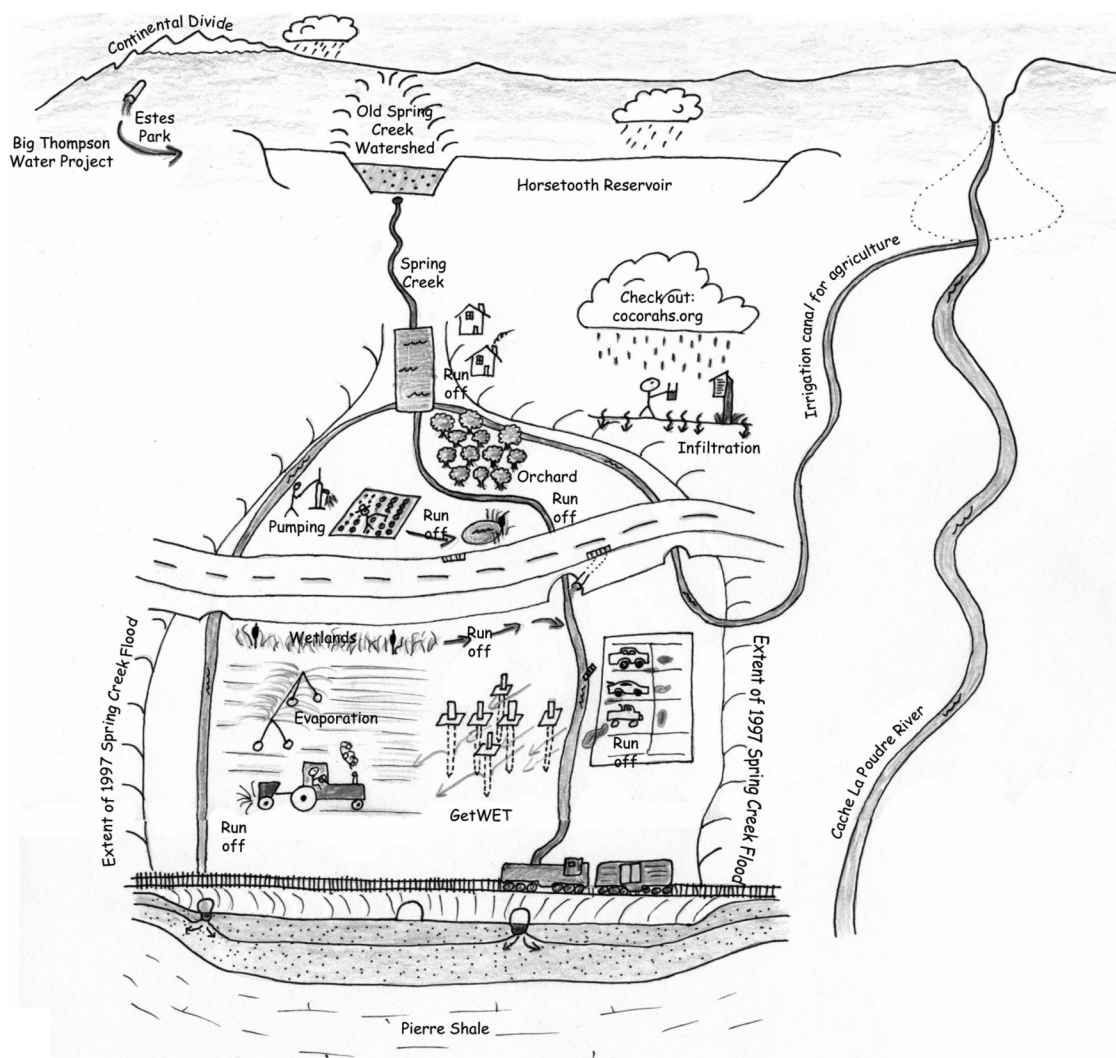 Continental Divide
Estes
Park
Big Thompson
Water Project
Old Spring
Creek
Watershed
Horsetooth Reservoir
Spring
Creek
Check out:
cocorahs.org
Irrigation canal for agriculture
Run
off
Infiltration
Orchard
Pumping
Run
off
Run
off
Wetlands
Run
off
Extent of 1997 Spring Creek Flood
Extent of 1997 Spring Creek Flood
Evaporation
Run
off
Cache La Poudre River
GetWET
Run
off
Pierre Shale